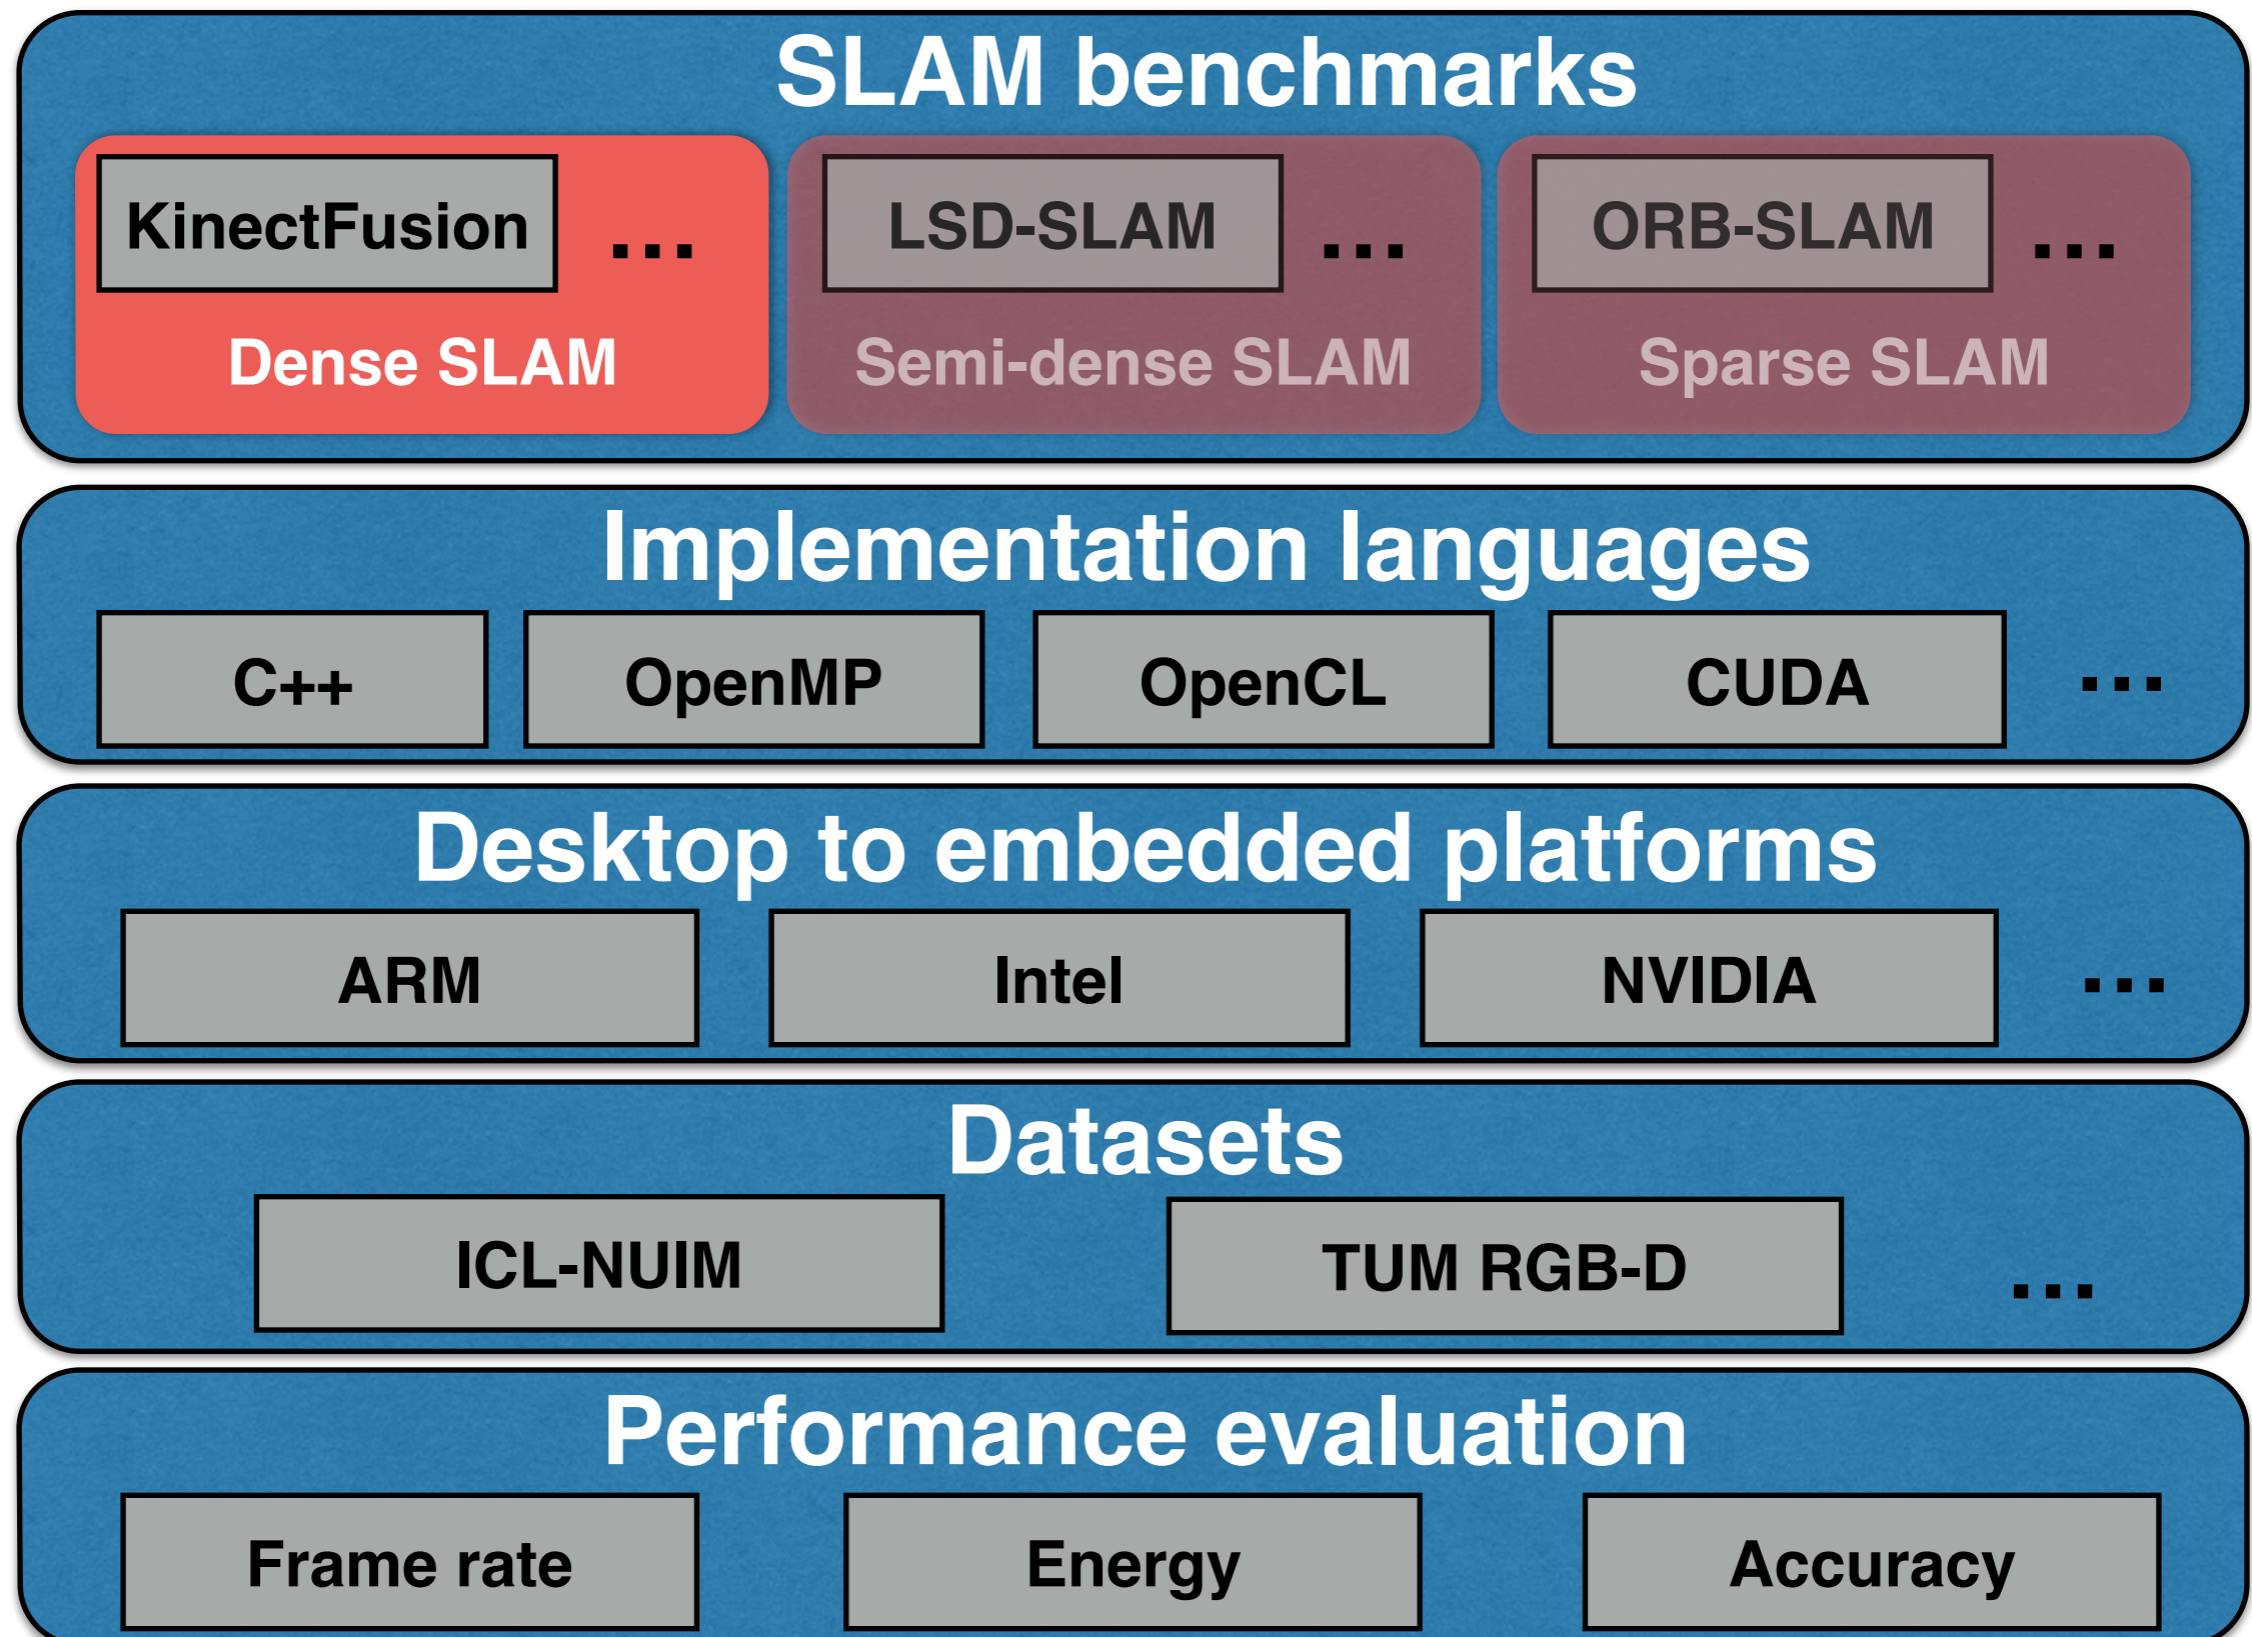 SLAM benchmarks
KinectFusion ... LSD-SLAM ... ORB-SLAM ...
Dense SLAM Semi-dense SLAM Sparse SLAM
Implementation languages
C++ OpenMP OpenCL CUDA ...
Desktop to embedded platforms
ARM Intel NVIDIA ...
Datasets
ICL-NUIM TUM RGB-D ...
Performance evaluation
Frame rate Energy Accuracy